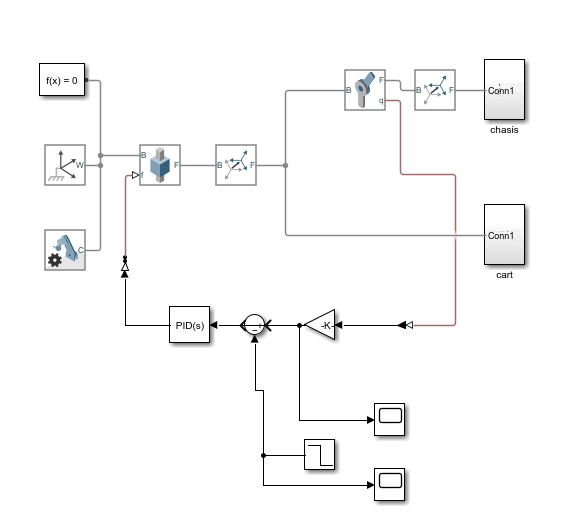 f(x) = 0
W
C
B
F
f
B
F
B
F
q
B
F
Conn1
chasis
Conn1
cart
PID(s)
-K-